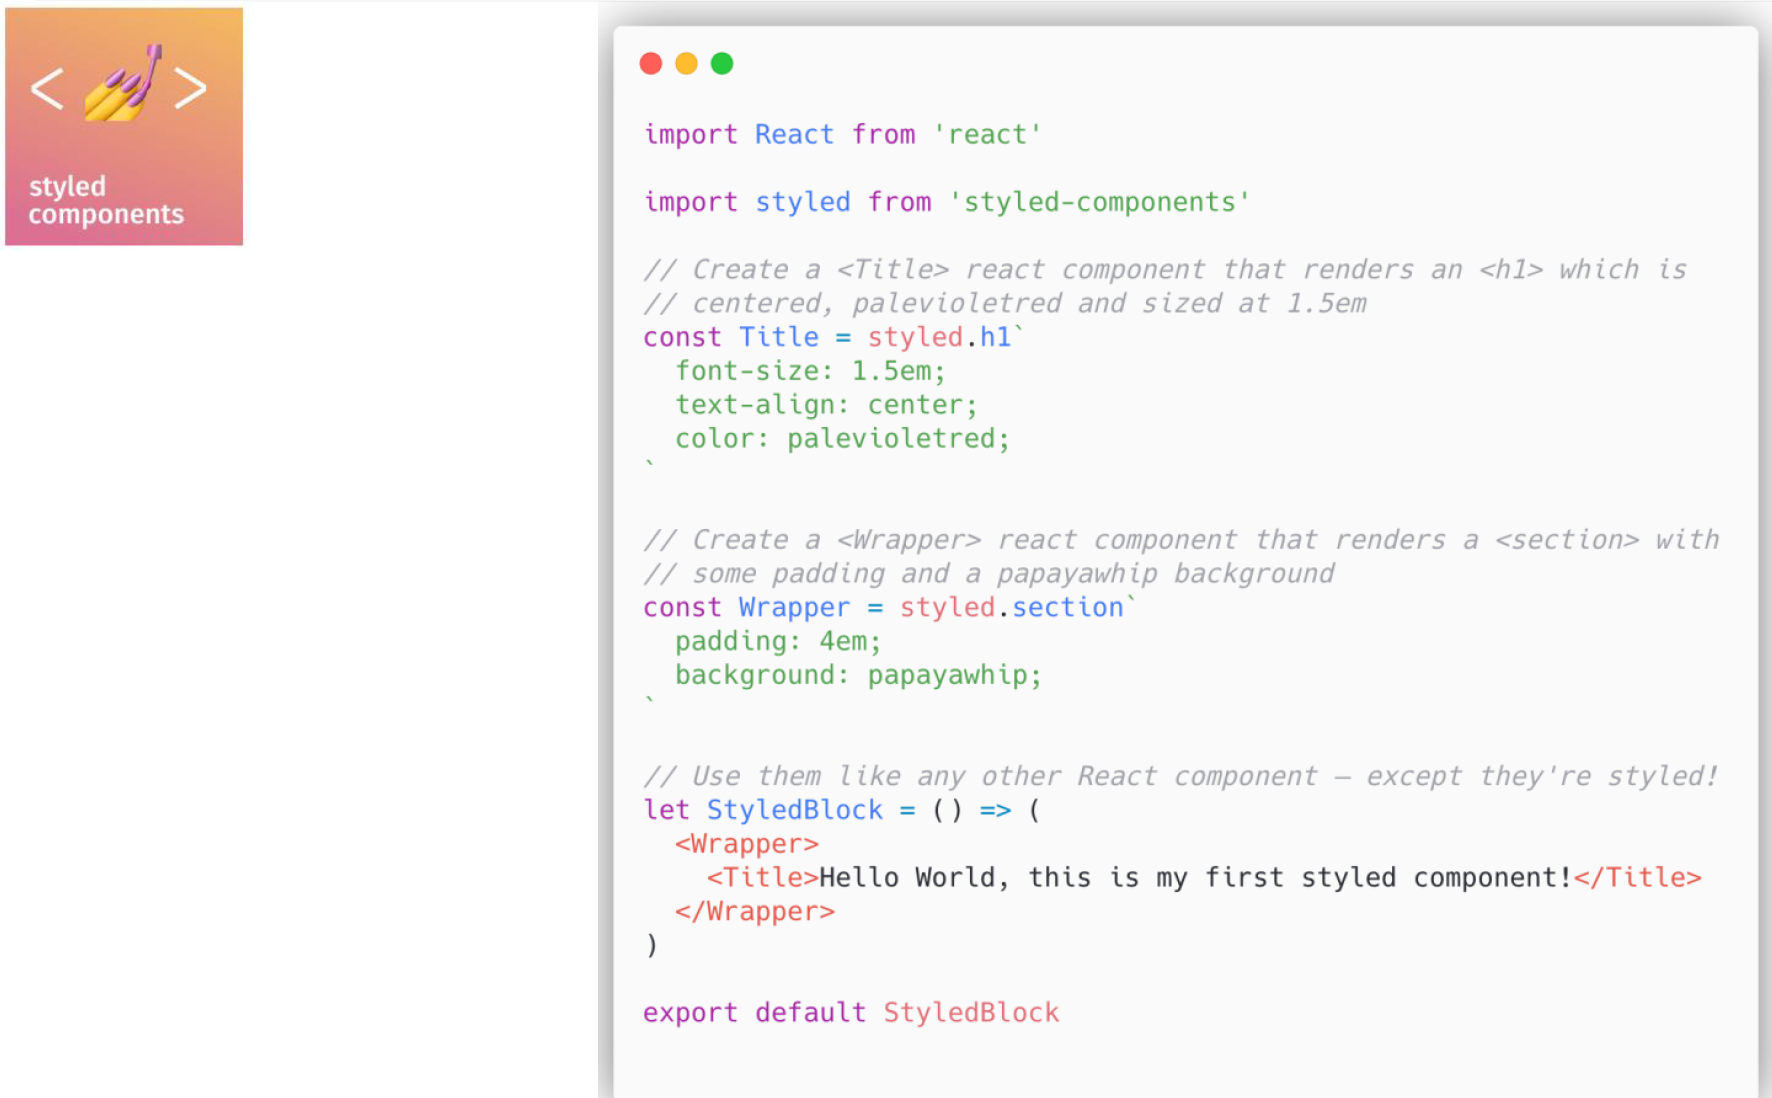 < 💅 >
styled
components
import React from 'react'
import styled from 'styled-components'
// Create a <Title> react component that renders an <h1> which is
// centered, palevioletred and sized at 1.5em
const Title = styled.h1`
  font-size: 1.5em;
  text-align: center;
  color: palevioletred;
`
// Create a <Wrapper> react component that renders a <section> with
// some padding and a papayawhip background
const Wrapper = styled.section`
  padding: 4em;
  background: papayawhip;
`
// Use them like any other React component – except they're styled!
let StyledBlock = () => (
  <Wrapper>
    <Title>Hello World, this is my first styled component!</Title>
  </Wrapper>
)
export default StyledBlock